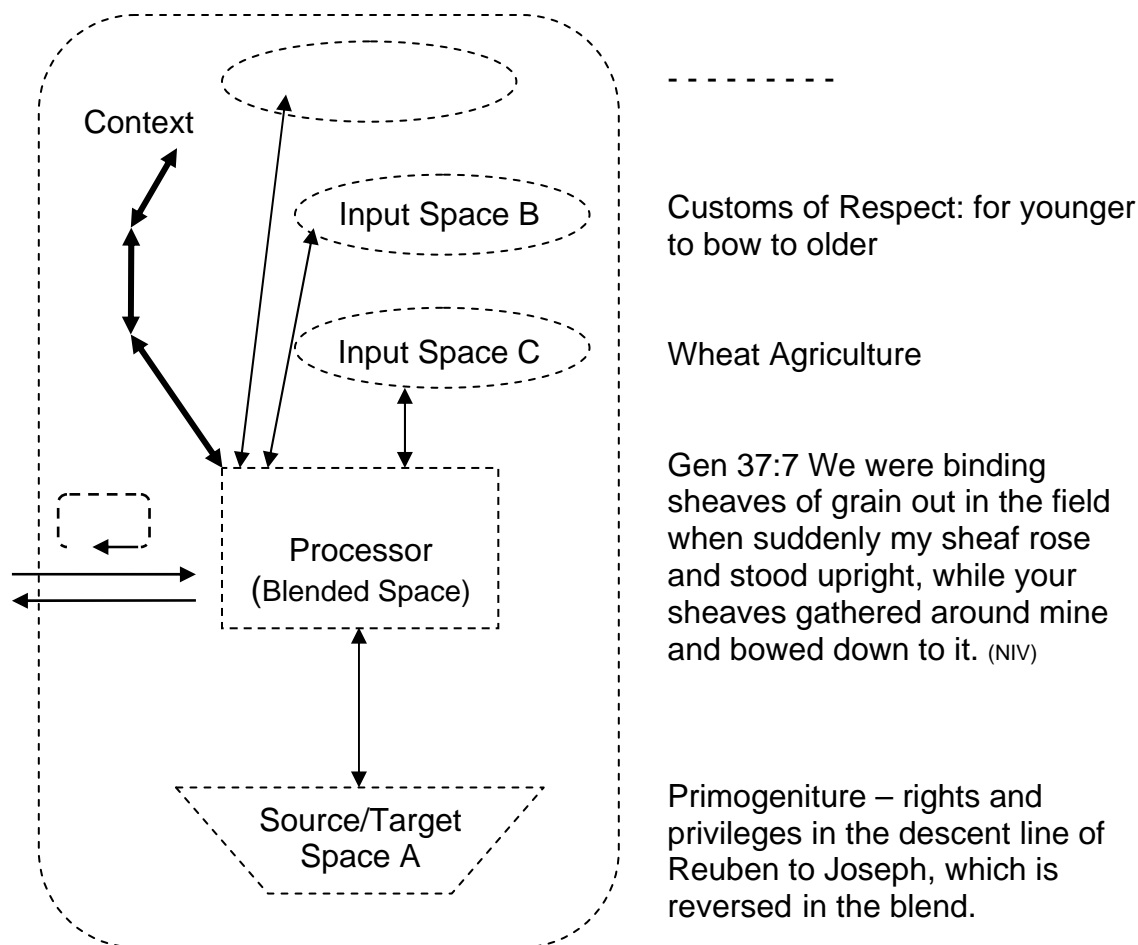 - - - - - - - - -
Context
Input Space B
Customs of Respect: for younger
to bow to older
Input Space C
Wheat Agriculture
Processor
(Blended Space)
Gen 37:7 We were binding
sheaves of grain out in the field
when suddenly my sheaf rose
and stood upright, while your
sheaves gathered around mine
and bowed down to it. (NIV)
Source/Target
Space A
Primogeniture – rights and
privileges in the descent line of
Reuben to Joseph, which is
reversed in the blend.